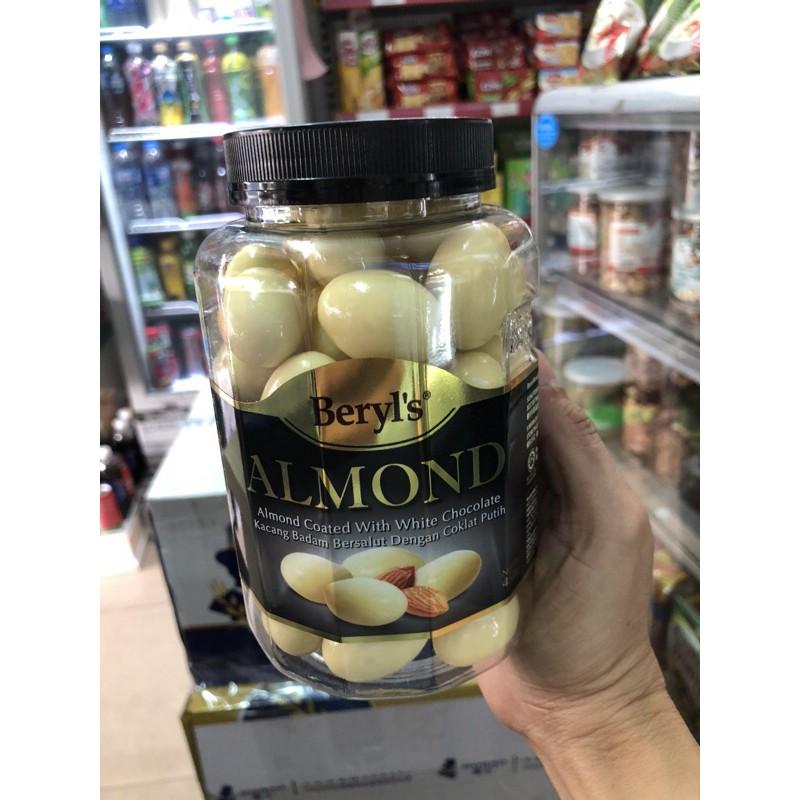 Beryl's®
ALMOND
Almond Coated With White Chocolate
Kacang Badam Bersalut Dengan Coklat Putih